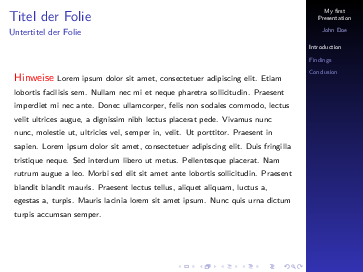 Titel der Folie
Untertitel der Folie
Hinweise Lorem ipsum dolor sit amet, consectetuer adipiscing elit. Etiam
lobortis facilisis sem. Nullam nec mi et neque pharetra sollicitudin. Praesent
imperdiet mi nec ante. Donec ullamcorper, felis non sodales commodo, lectus
velit ultrices augue, a dignissim nibh lectus placerat pede. Vivamus nunc
nunc, molestie ut, ultricies vel, semper in, velit. Ut porttitor. Praesent in
sapien. Lorem ipsum dolor sit amet, consectetuer adipiscing elit. Duis fringilla
tristique neque. Sed interdum libero ut metus. Pellentesque placerat. Nam
rutrum augue a leo. Morbi sed elit sit amet ante lobortis sollicitudin. Praesent
blandit blandit mauris. Praesent lectus tellus, aliquet aliquam, luctus a,
egestas a, turpis. Mauris lacinia lorem sit amet ipsum. Nunc quis urna dictum
turpis accumsan semper.
My first
Presentation
John Doe
Introduction
Findings
Conclusion